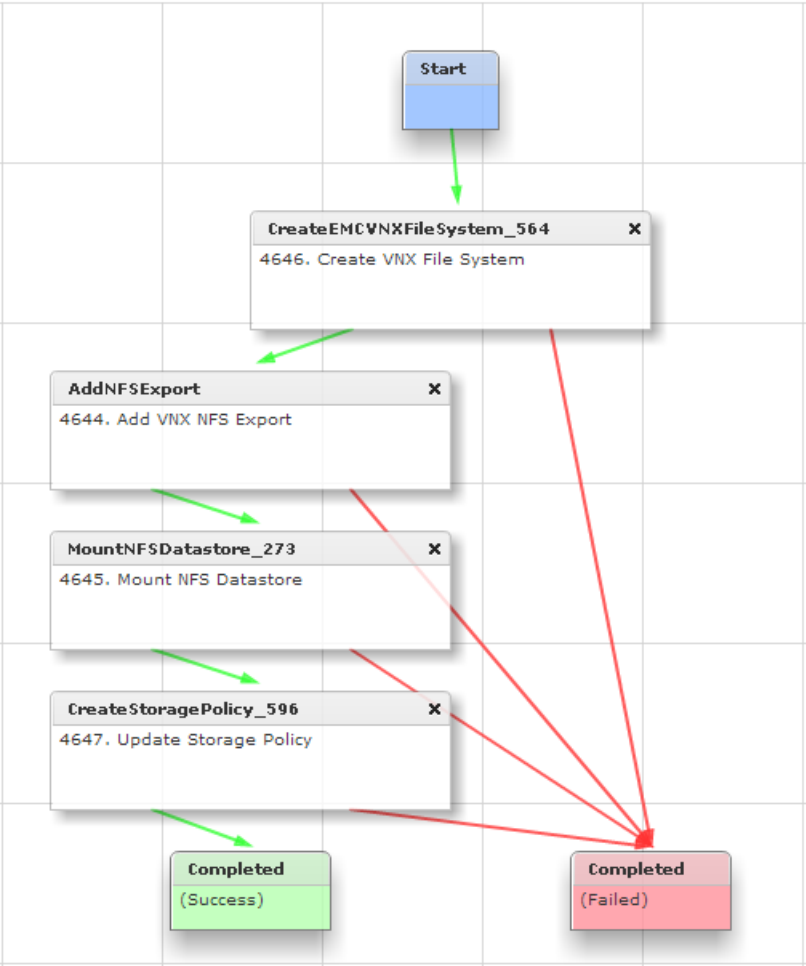 Start
CreateEMCVNXFileSystem_564
4646. Create VNX File System
AddNFSExport
4644. Add VNX NFS Export
MountNFSDatastore_273
4645. Mount NFS Datastore
CreateStoragePolicy_596
4647. Update Storage Policy
Completed
(Success)
Completed
(Failed)